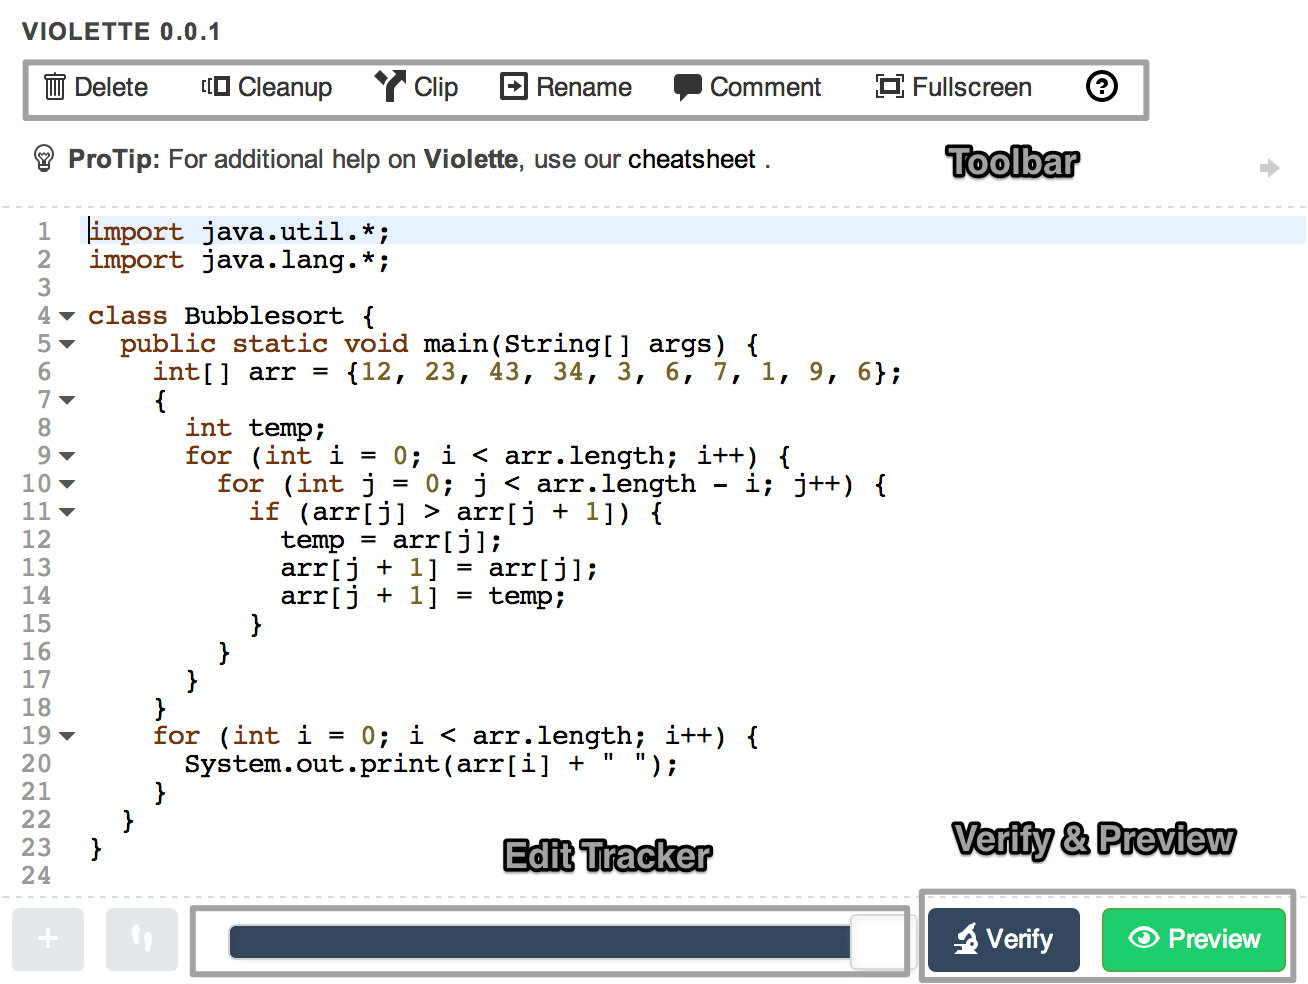 VIOLETTE 0.0.1
Delete Cleanup Clip Rename Comment Fullscreen ?
ProTip: For additional help on Violette, use our cheatsheet .
Toolbar
1 import java.util.*;
2 import java.lang.*;
3
4 class Bubblesort {
5 public static void main(String[] args) {
6 int[] arr = {12, 23, 43, 34, 3, 6, 7, 1, 9, 6};
7 {
8 int temp;
9 for (int i = 0; i < arr.length; i++) {
10 for (int j = 0; j < arr.length - i; j++) {
11 if (arr[j] > arr[j + 1]) {
12 temp = arr[j];
13 arr[j + 1] = arr[j];
14 arr[j + 1] = temp;
15 }
16 }
17 }
18 }
19 for (int i = 0; i < arr.length; i++) {
20 System.out.print(arr[i] + " ");
21 }
22 }
23 }
24
Edit Tracker
Verify & Preview
+ Verify Preview